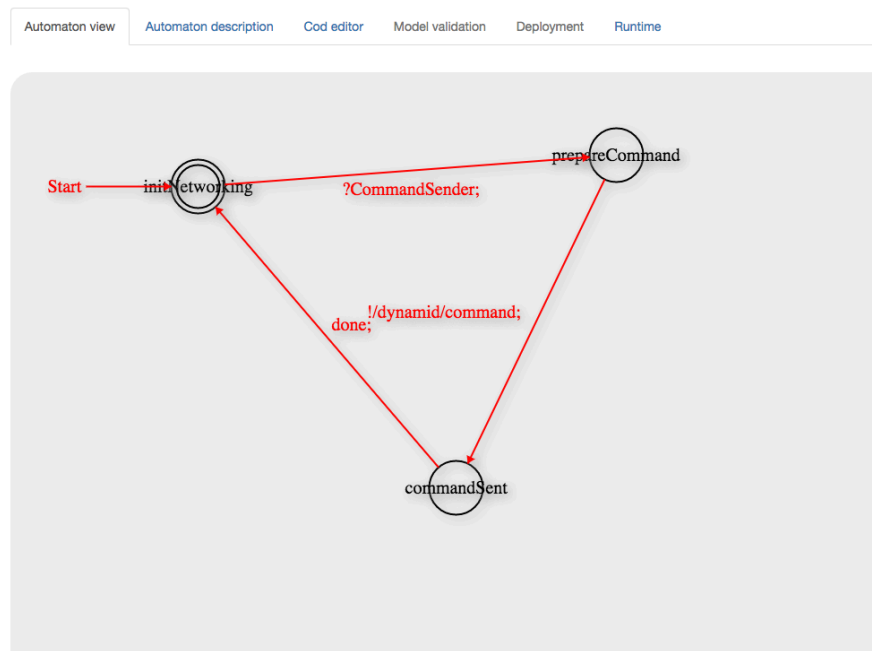 Automaton view Automaton description Cod editor Model validation Deployment Runtime
prepareCommand
Start initNetworking
?CommandSender;
!/dynamid/command;
done;
commandSent